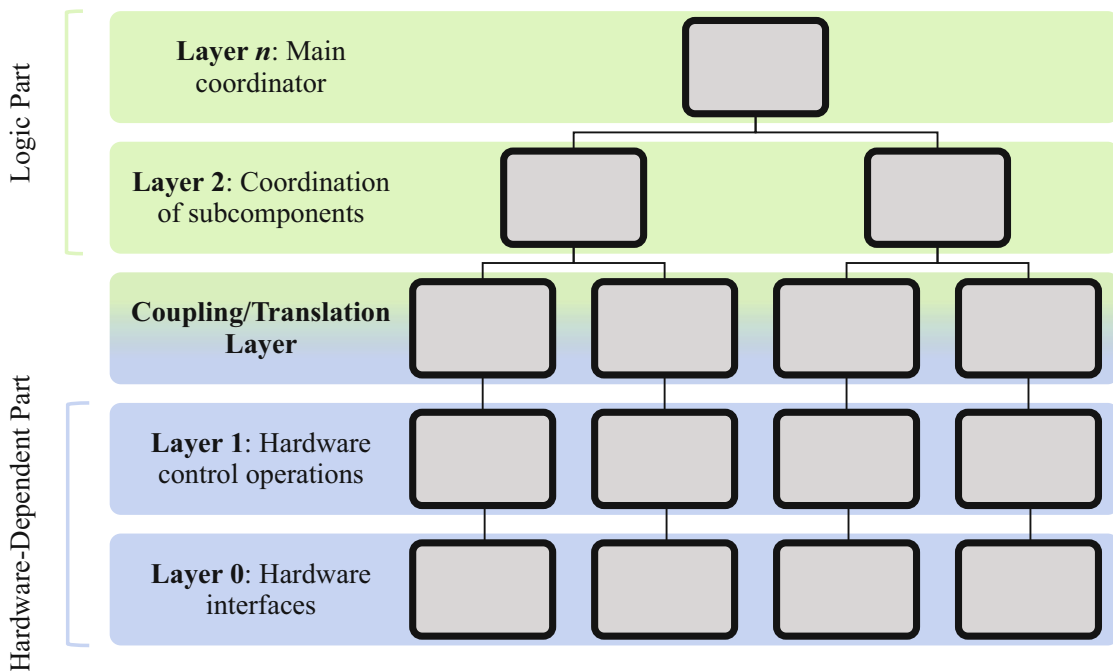 Logic Part
Layer n: Main
coordinator
Layer 2: Coordination
of subcomponents
Coupling/Translation
Layer
Hardware-Dependent Part
Layer 1: Hardware
control operations
Layer 0: Hardware
interfaces